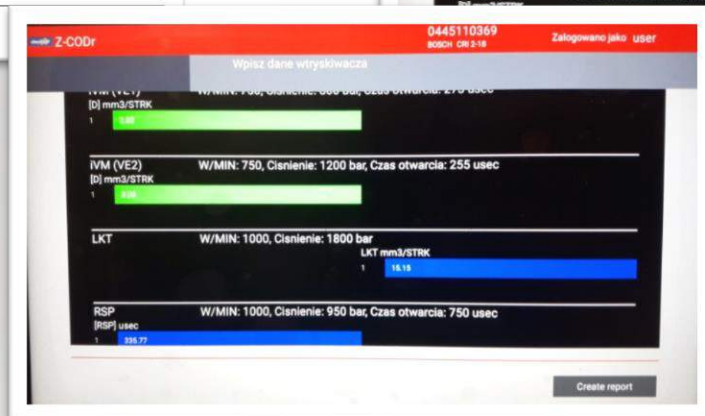 Z-CODr
0445110369
BOSCH CRI 2-18
Zalogowano jako user
Wpisz dane wtryskiwacza
[D] mm3/STRK
1
iVM (VE2) W/MIN: 750, Cisnienie: 1200 bar, Czas otwarcia: 255 usec
[D] mm3/STRK
1
LKT W/MIN: 1000, Cisnienie: 1800 bar
LKT mm3/STRK
1 15.15
RSP W/MIN: 1000, Cisnienie: 950 bar, Czas otwarcia: 750 usec
[RSP] usec
1 335.77
Create report